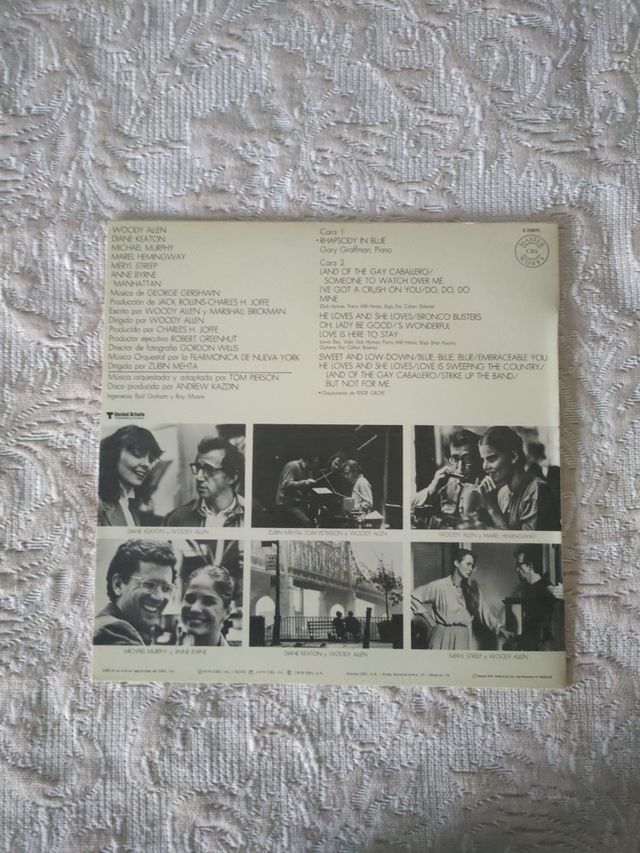 WOODY ALLEN
DIANE KEATON
MICHAEL MURPHY
MARIEL HEMINGWAY
MERYL STREEP
ANNE BYRNE
"MANHATTAN"
Música de GEORGE GERSHWIN
Producción de JACK ROLLINS-CHARLES H. JOFFE
Escrito por WOODY ALLEN y MARSHALL BRICKMAN
Dirigido por WOODY ALLEN
Producido por CHARLES H. JOFFE
Productor ejecutivo ROBERT GREENHUT
Director de fotografía GORDON WILLIS
Música Orquestal por la FILARMONICA DE NUEVA YORK
Dirigida por ZUBIN MEHTA
Música orquestada y adaptada por TOM PIERSON
Disco producido por ANDREW KAZDIN
Ingenieros: Bud Graham y Ray Moore
Cara 1
*RHAPSODY IN BLUE
Gary Graffman, Piano
Cara 2
LAND OF THE GAY CABALLERO/
SOMEONE TO WATCH OVER ME
I'VE GOT A CRUSH ON YOU/DO, DO, DO
MINE
HE LOVES AND SHE LOVES/BRONCO BUSTERS
OH, LADY BE GOOD/'S WONDERFUL
LOVE IS HERE TO STAY
SWEET AND LOW-DOWN/BLUE, BLUE, BLUE/EMBRACEABLE YOU
HE LOVES AND SHE LOVES/LOVE IS SWEEPING THE COUNTRY/
LAND OF THE GAY CABALLERO/STRIKE UP THE BAND/
BUT NOT FOR ME
* Orquestación de FERDE GROFE
MASTER
CBS
WORKS
United Artists
DIANE KEATON y WOODY ALLEN
ZUBIN MEHTA, TOM PETERSON y WOODY ALLEN
WOODY ALLEN y MARIEL HEMINGWAY
MICHAEL MURPHY y ANNE BYRNE
DIANE KEATON y WOODY ALLEN
MERYL STREEP y WOODY ALLEN